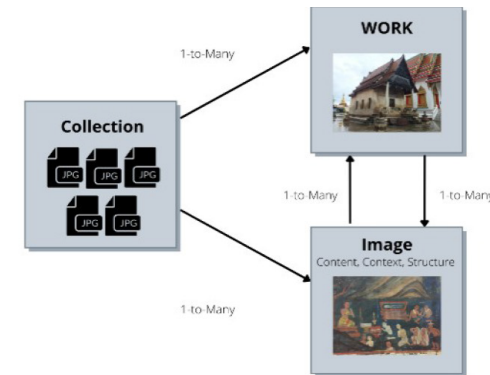 WORK
1-to-Many
Collection
JPG JPG JPG
JPG JPG
1-to-Many
1-to-Many
Image
Content, Context, Structure
1-to-Many